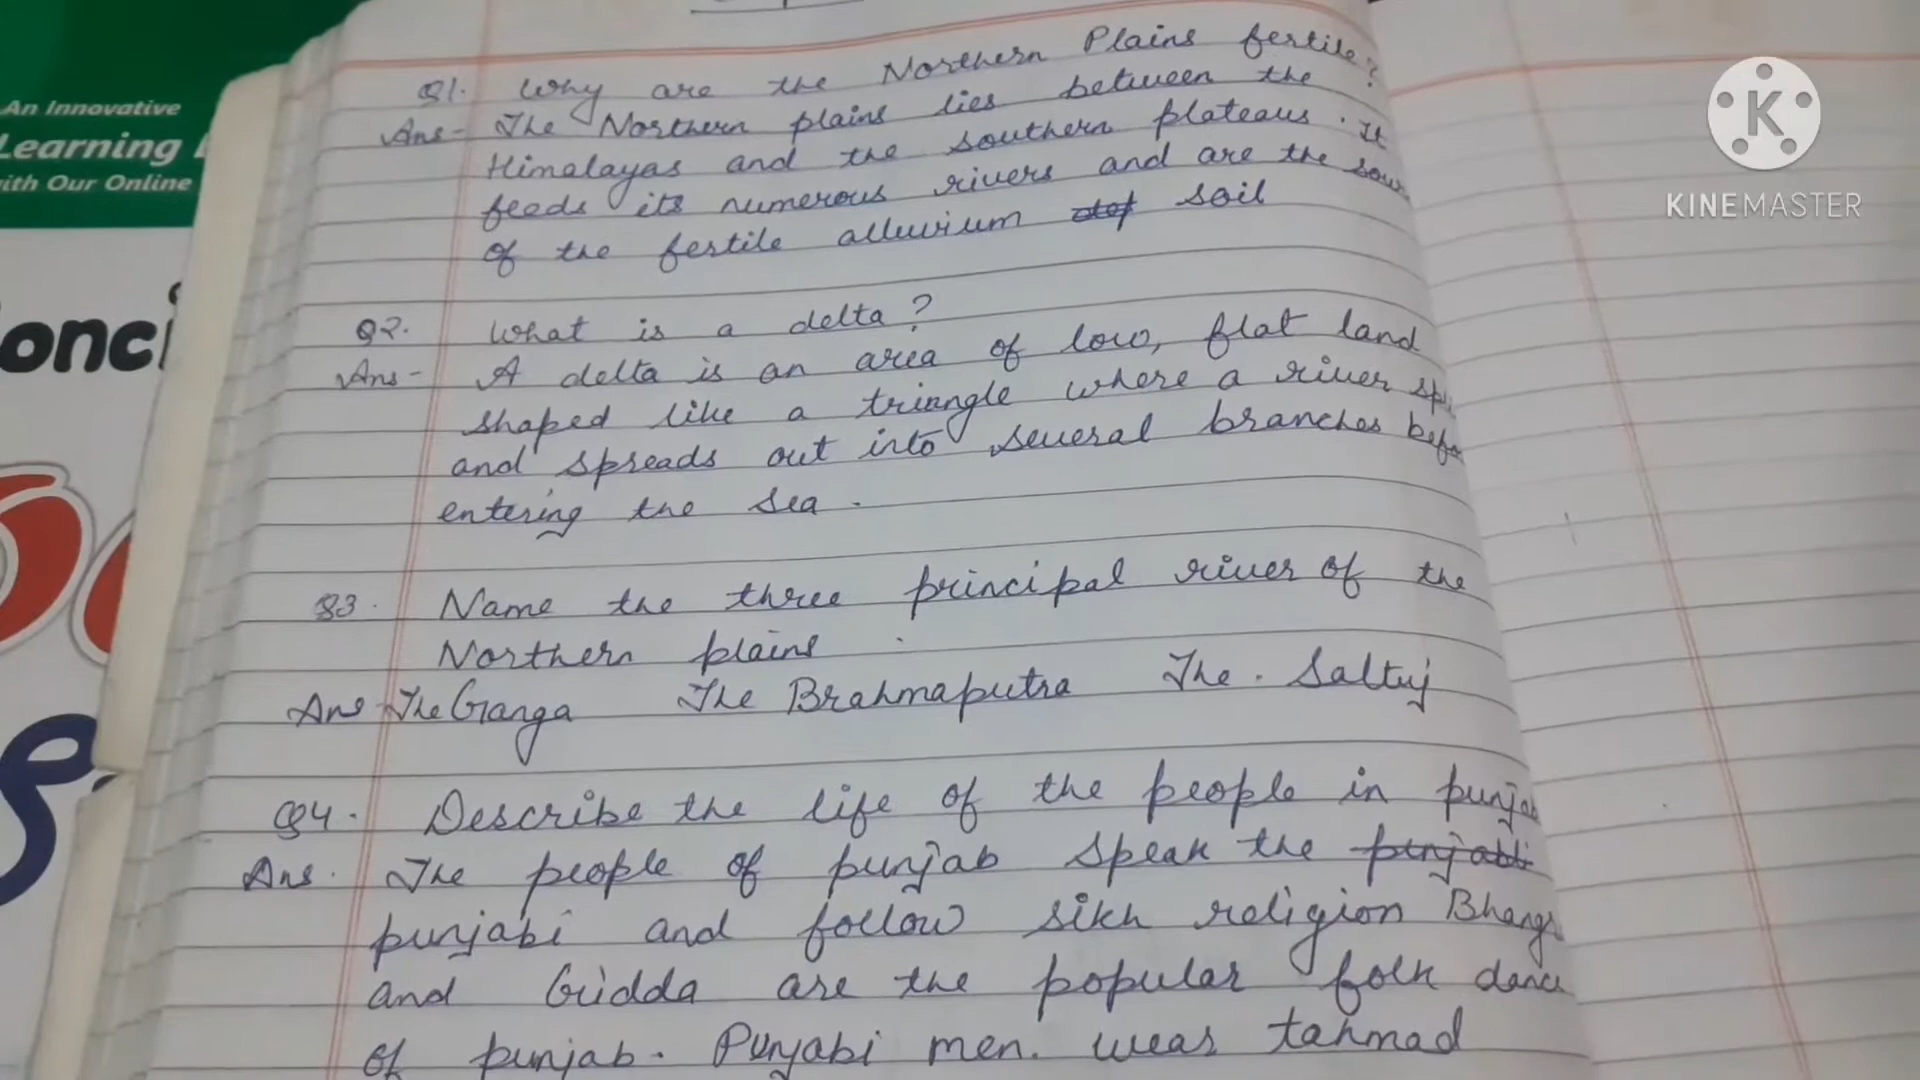 An Innovative
Learning
with Our Online
onci
KINEMASTER
Q1. Why are the Northern Plains fertile?
Ans- The Northern plains lies between the
Himalayas and the southern plateaus. It
feeds its numerous rivers and are the
of the fertile alluvium soil
Q2. What is a delta?
Ans- A delta is an area of low, flat land
shaped like a triangle where a river
and spreads out into several branches
entering the sea.
Q3. Name the three principal river of the
Northern plains
Ans The Ganga The Brahmaputra The. Saltuj
Q4. Describe the life of the people in punjab
Ans. The people of punjab speak the punjabi
punjabi and follow sikh religion
and Gidda are the popular folk dance
of punjab. Punjabi men. wear tahmad